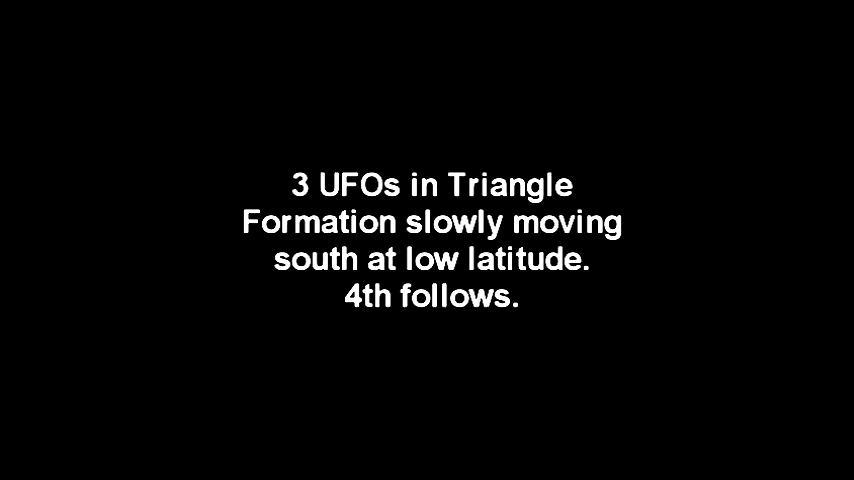 3 UFOs in Triangle
Formation slowly moving
south at low latitude.
4th follows.